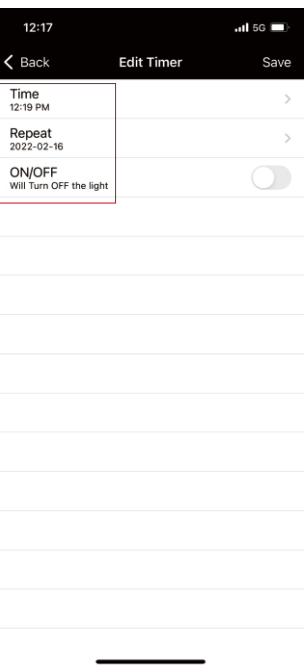 12:17
5G
Back
Edit Timer
Save
Time
12:19 PM
Repeat
2022-02-16
ON/OFF
Will Turn OFF the light